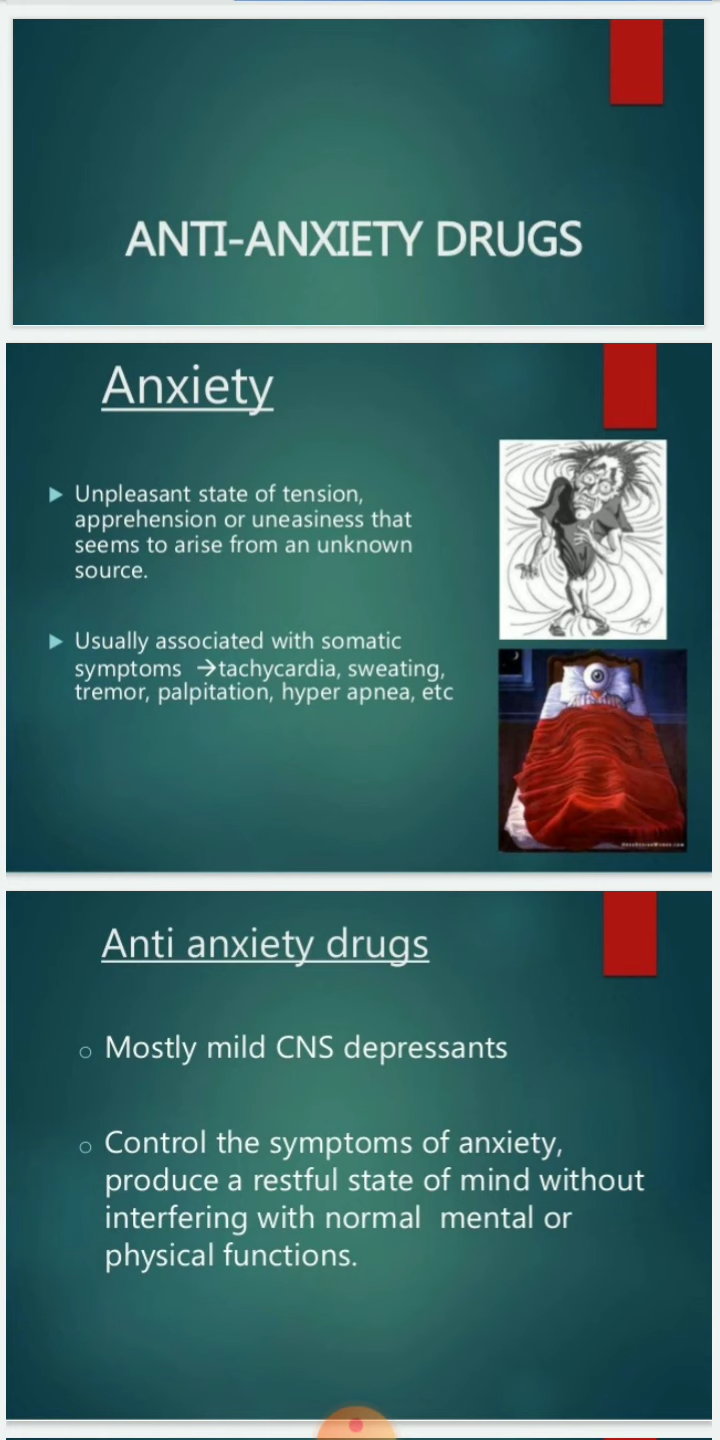 ANTI-ANXIETY DRUGS
Anxiety
Unpleasant state of tension,
apprehension or uneasiness that
seems to arise from an unknown
source.
Usually associated with somatic
symptoms →tachycardia, sweating,
tremor, palpitation, hyper apnea, etc
Anti anxiety drugs
Mostly mild CNS depressants
Control the symptoms of anxiety,
produce a restful state of mind without
interfering with normal mental or
physical functions.